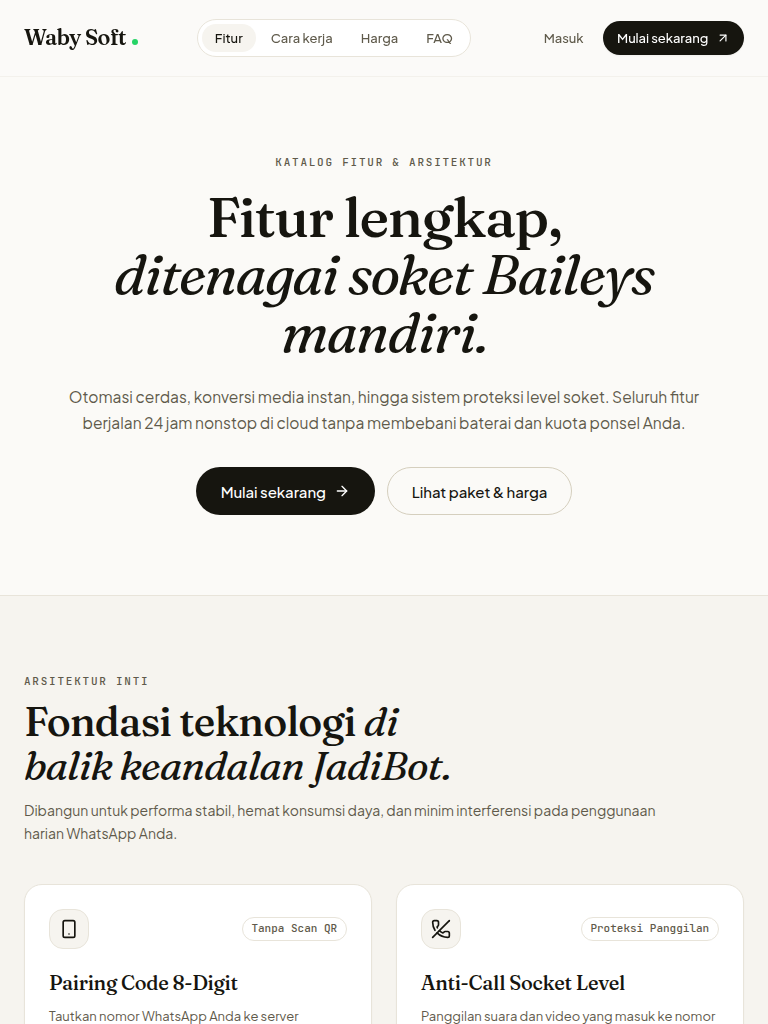 Waby Soft
Fitur
Cara kerja
Harga
FAQ
Masuk
Mulai sekarang
KATALOG FITUR & ARSITEKTUR
Fitur lengkap,
ditenagai soket Baileys
mandiri.
Otomasi cerdas, konversi media instan, hingga sistem proteksi level soket. Seluruh fitur
berjalan 24 jam nonstop di cloud tanpa membebani baterai dan kuota ponsel Anda.
Mulai sekarang
Lihat paket & harga
ARSITEKTUR INTI
Fondasi teknologi di
balik keandalan JadiBot.
Dibangun untuk performa stabil, hemat konsumsi daya, dan minim interferensi pada penggunaan
harian WhatsApp Anda.
Tanpa Scan QR
Pairing Code 8-Digit
Tautkan nomor WhatsApp Anda ke server
Proteksi Panggilan
Anti-Call Socket Level
Panggilan suara dan video yang masuk ke nomor